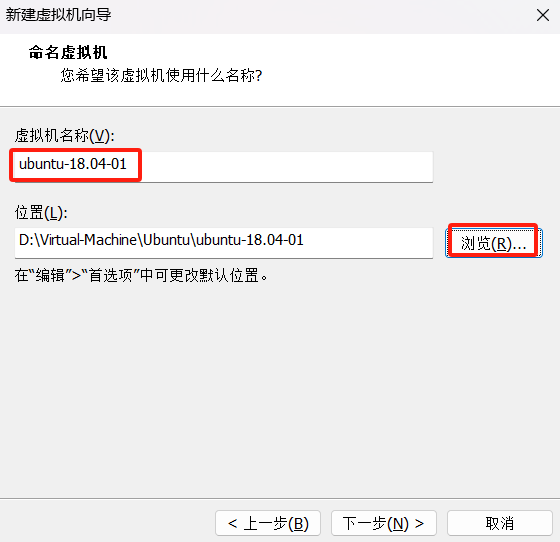 新建虚拟机向导
命名虚拟机
您希望该虚拟机使用什么名称?
虚拟机名称(V):
ubuntu-18.04-01
位置(L):
D:\Virtual-Machine\Ubuntu\ubuntu-18.04-01
浏览(R)...
在“编辑”>“首选项”中可更改默认位置。
< 上一步(B)
下一步(N) >
取消